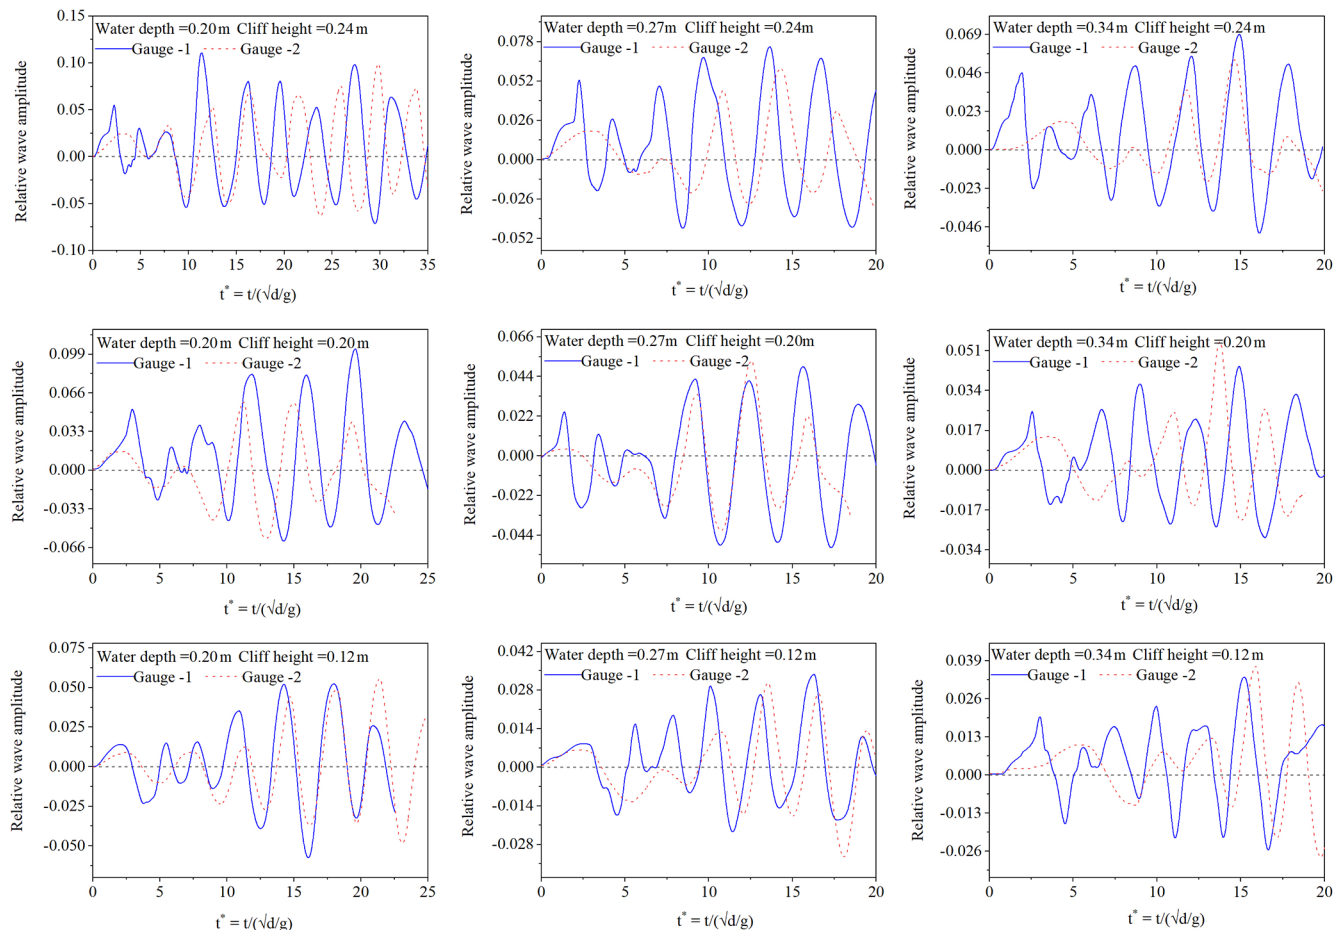 Water depth =0.20 m Cliff height =0.24 m
Gauge -1 Gauge -2
Relative wave amplitude
0.15
0.10
0.05
0.00
-0.05
-0.10
0 5 10 15 20 25 30 35
t* = t/(√d/g)
Water depth =0.27m Cliff height =0.24m
Gauge -1 Gauge -2
Relative wave amplitude
0.078
0.052
0.026
0.000
-0.026
-0.052
0 5 10 15 20
t* = t/(√d/g)
Water depth =0.34 m Cliff height =0.24 m
Gauge -1 Gauge -2
Relative wave amplitude
0.069
0.046
0.023
0.000
-0.023
-0.046
0 5 10 15 20
t* = t/(√d/g)
Water depth =0.20 m Cliff height =0.20 m
Gauge -1 Gauge -2
Relative wave amplitude
0.099
0.066
0.033
0.000
-0.033
-0.066
0 5 10 15 20 25
t* = t/(√d/g)
Water depth =0.27m Cliff height =0.20m
Gauge -1 Gauge -2
Relative wave amplitude
0.066
0.044
0.022
0.000
-0.022
-0.044
0 5 10 15 20
t* = t/(√d/g)
Water depth =0.34 m Cliff height =0.20 m
Gauge -1 Gauge -2
Relative wave amplitude
0.051
0.034
0.017
0.000
-0.017
-0.034
0 5 10 15 20
t* = t/(√d/g)
Water depth =0.20 m Cliff height =0.12 m
Gauge -1 Gauge -2
Relative wave amplitude
0.075
0.050
0.025
0.000
-0.025
-0.050
0 5 10 15 20 25
t* = t/(√d/g)
Water depth =0.27 m Cliff height =0.12 m
Gauge -1 Gauge -2
Relative wave amplitude
0.042
0.028
0.014
0.000
-0.014
-0.028
0 5 10 15 20
t* = t/(√d/g)
Water depth =0.34 m Cliff height =0.12 m
Gauge -1 Gauge -2
Relative wave amplitude
0.039
0.026
0.013
0.000
-0.013
-0.026
0 5 10 15 20
t* = t/(√d/g)